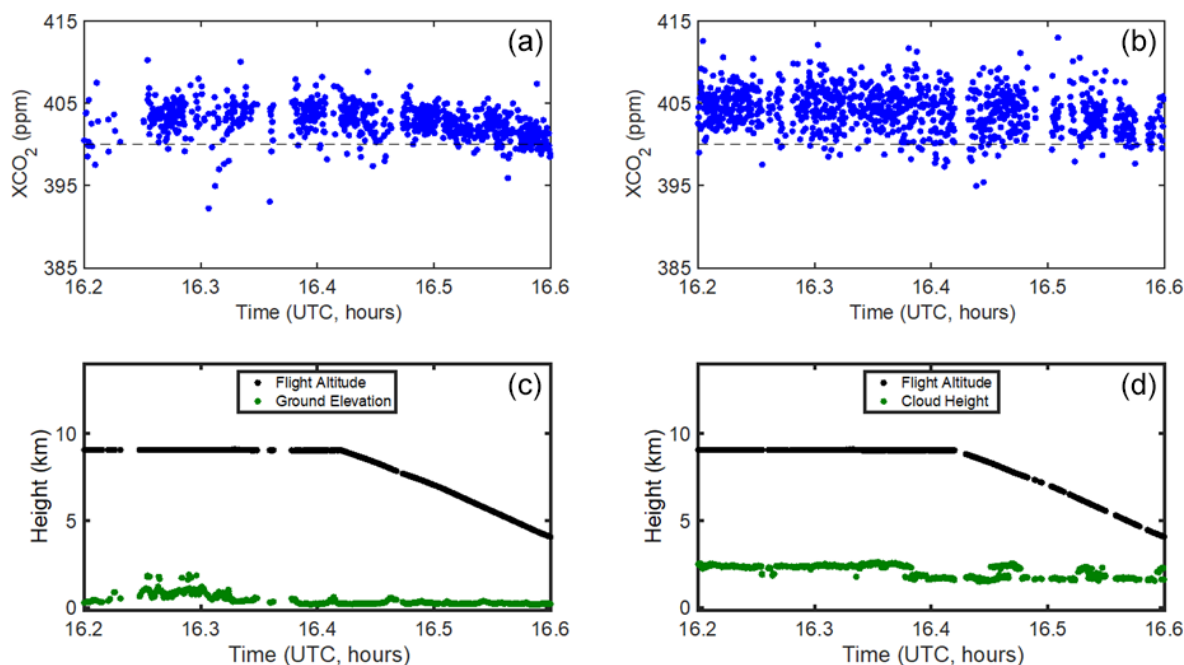 (a)
415
405
395
385
XCO2 (ppm)
16.2 16.3 16.4 16.5 16.6
Time (UTC, hours)
(b)
415
405
395
385
XCO2 (ppm)
16.2 16.3 16.4 16.5 16.6
Time (UTC, hours)
(c)
Flight Altitude
Ground Elevation
10
5
0
Height (km)
16.2 16.3 16.4 16.5 16.6
Time (UTC, hours)
(d)
Flight Altitude
Cloud Height
10
5
0
Height (km)
16.2 16.3 16.4 16.5 16.6
Time (UTC, hours)